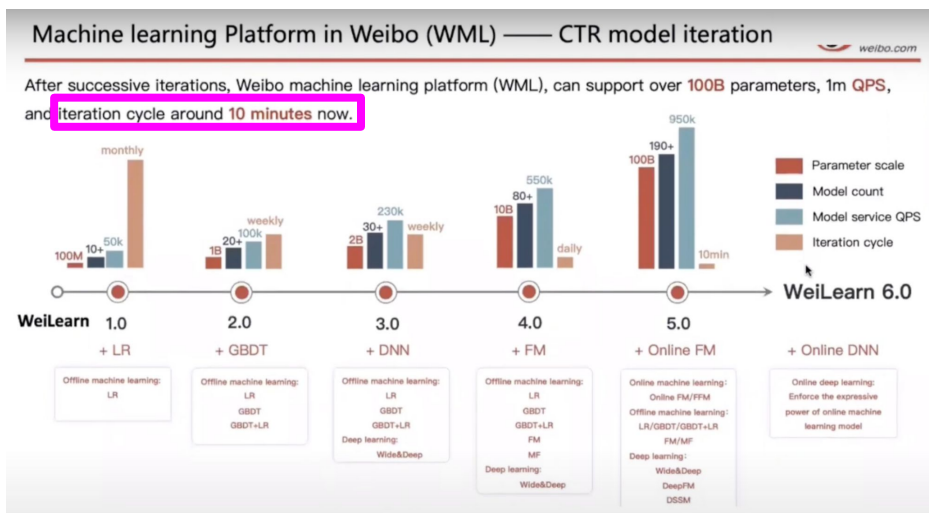 Machine learning Platform in Weibo (WML) —— CTR model iteration
weibo.com
After successive iterations, Weibo machine learning platform (WML), can support over 100B parameters, 1m QPS,
and iteration cycle around 10 minutes now.
monthly
100M
10+
50k
1B
20+
100k
weekly
2B
30+
230k
weekly
10B
80+
550k
daily
100B
190+
950k
10min
Parameter scale
Model count
Model service QPS
Iteration cycle
WeiLearn 6.0
WeiLearn 1.0 2.0 3.0 4.0 5.0
+ LR + GBDT + DNN + FM + Online FM + Online DNN
Offline machine learning:
LR
Offline machine learning:
LR
GBDT
GBDT+LR
Offline machine learning:
LR
GBDT
GBDT+LR
Deep learning:
Wide&Deep
Offline machine learning:
LR
GBDT
GBDT+LR
FM
MF
Deep learning:
Wide&Deep
Online machine learning:
Online FM/FFM
Offline machine learning:
LR/GBDT/GBDT+LR
FM/MF
Deep learning:
Wide&Deep
DeepFM
DSSM
Online deep learning:
Enforce the expressive
power of online machine
learning model